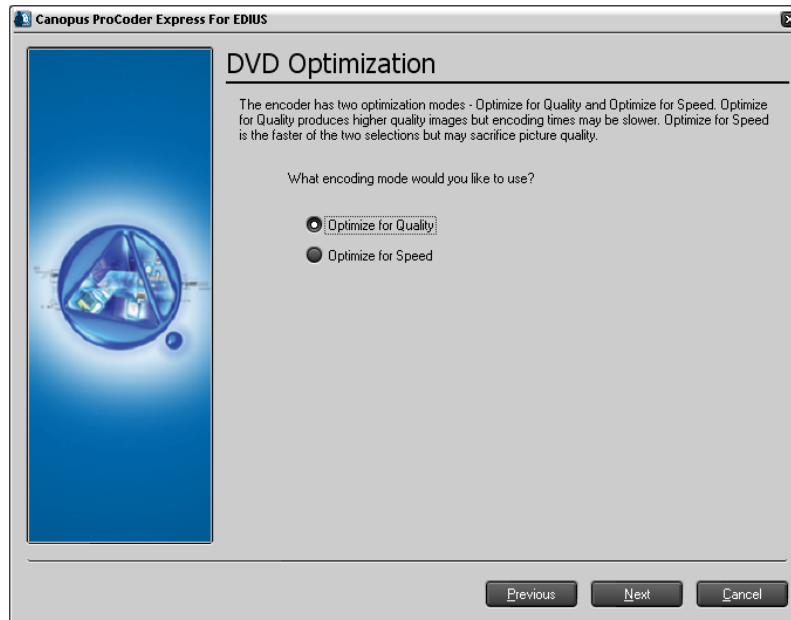 Canopus ProCoder Express For EDIUS
DVD Optimization
The encoder has two optimization modes - Optimize for Quality and Optimize for Speed. Optimize
for Quality produces higher quality images but encoding times may be slower. Optimize for Speed
is the faster of the two selections but may sacrifice picture quality.
What encoding mode would you like to use?
Optimize for Quality
Optimize for Speed
Previous
Next
Cancel